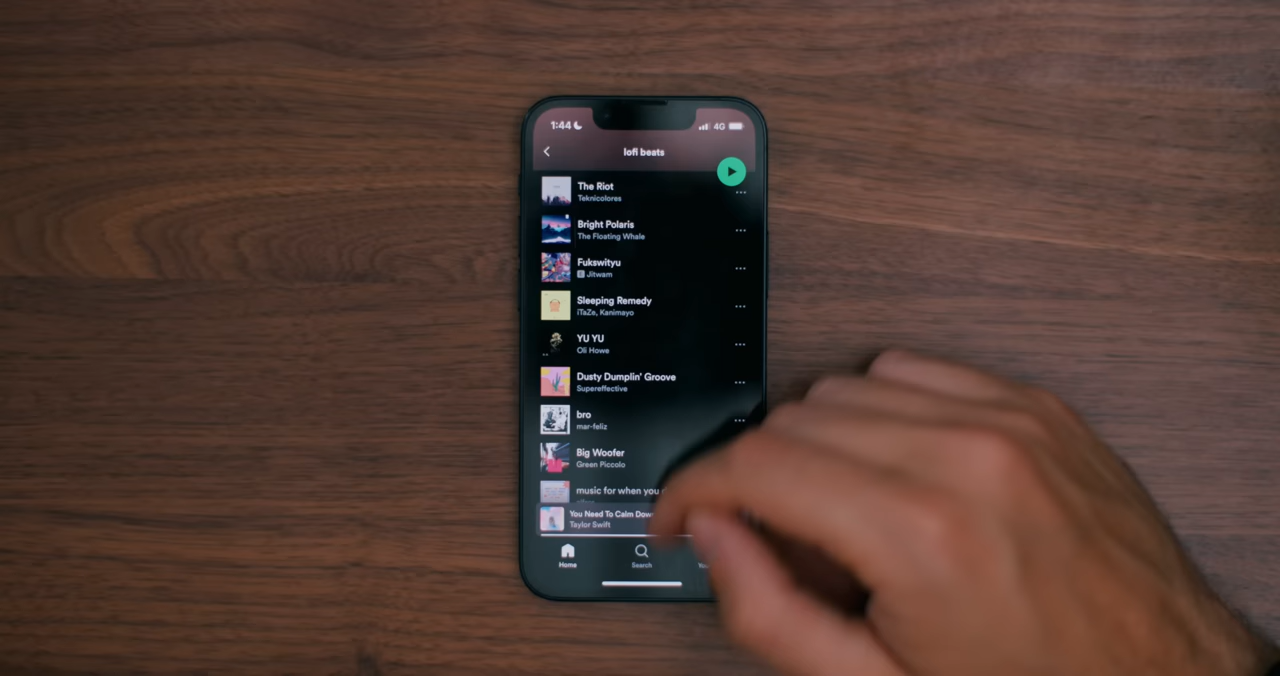 1:44
4G
lofi beats
The Riot
Teknicolores
Bright Polaris
The Floating Whale
Fukswityu
E Jitwam
Sleeping Remedy
iTaZe, Kanimayo
YU YU
Oli Howe
Dusty Dumplin' Groove
Supereffective
bro
mar-feliz
Big Woofer
Green Piccolo
music for when you
You Need To Calm Dow
Taylor Swift
Home
Search